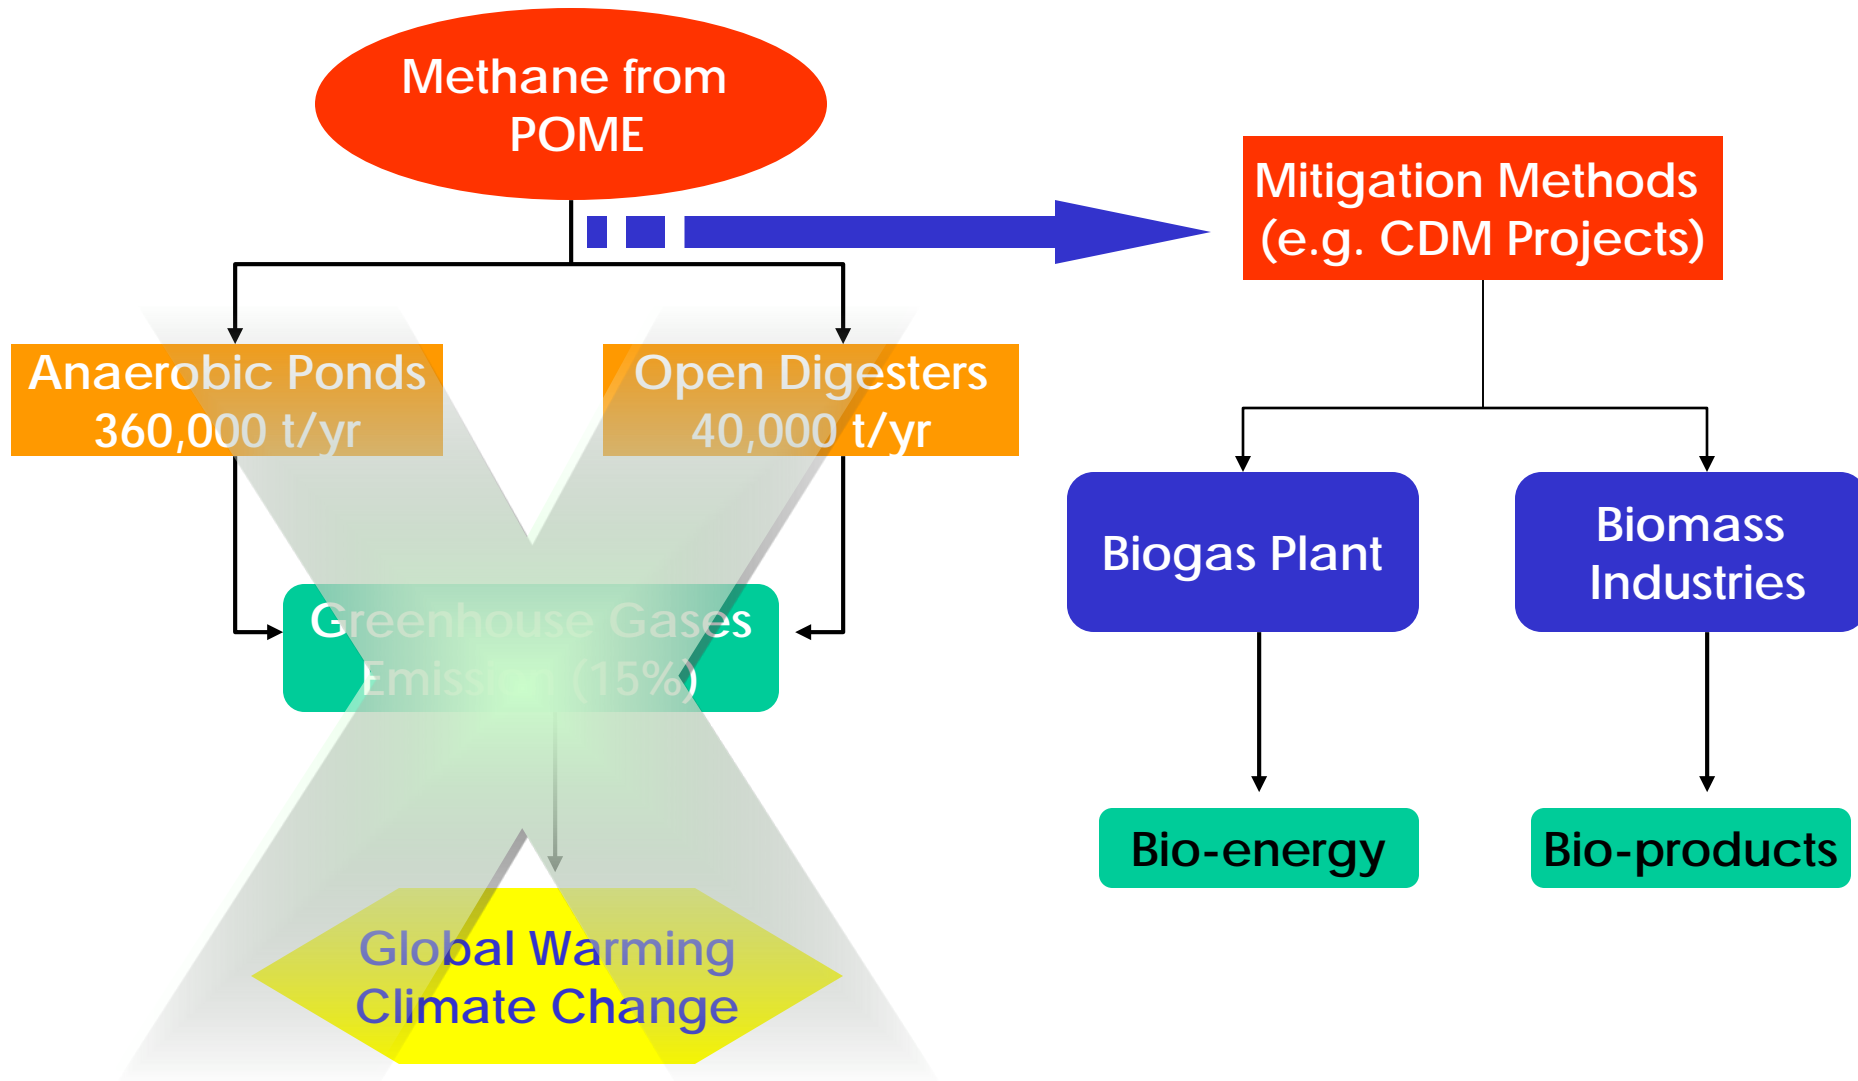 Methane from
POME
Mitigation Methods
(e.g. CDM Projects)
Anaerobic Ponds
360,000 t/yr
Open Digesters
40,000 t/yr
Biogas Plant
Biomass
Industries
Greenhouse Gases
Emission (15%)
Bio-energy
Bio-products
Global Warming
Climate Change